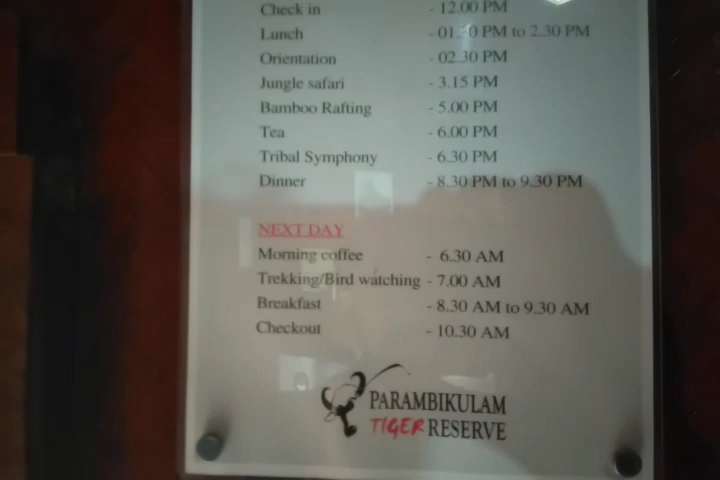 Check in - 12.00 PM
Lunch - 01.30 PM to 2.30 PM
Orientation - 02.30 PM
Jungle safari - 3.15 PM
Bamboo Rafting - 5.00 PM
Tea - 6.00 PM
Tribal Symphony - 6.30 PM
Dinner - 8.30 PM to 9.30 PM
NEXT DAY
Morning coffee - 6.30 AM
Trekking/Bird watching - 7.00 AM
Breakfast - 8.30 AM to 9.30 AM
Checkout - 10.30 AM
PARAMBIKULAM
TIGER RESERVE